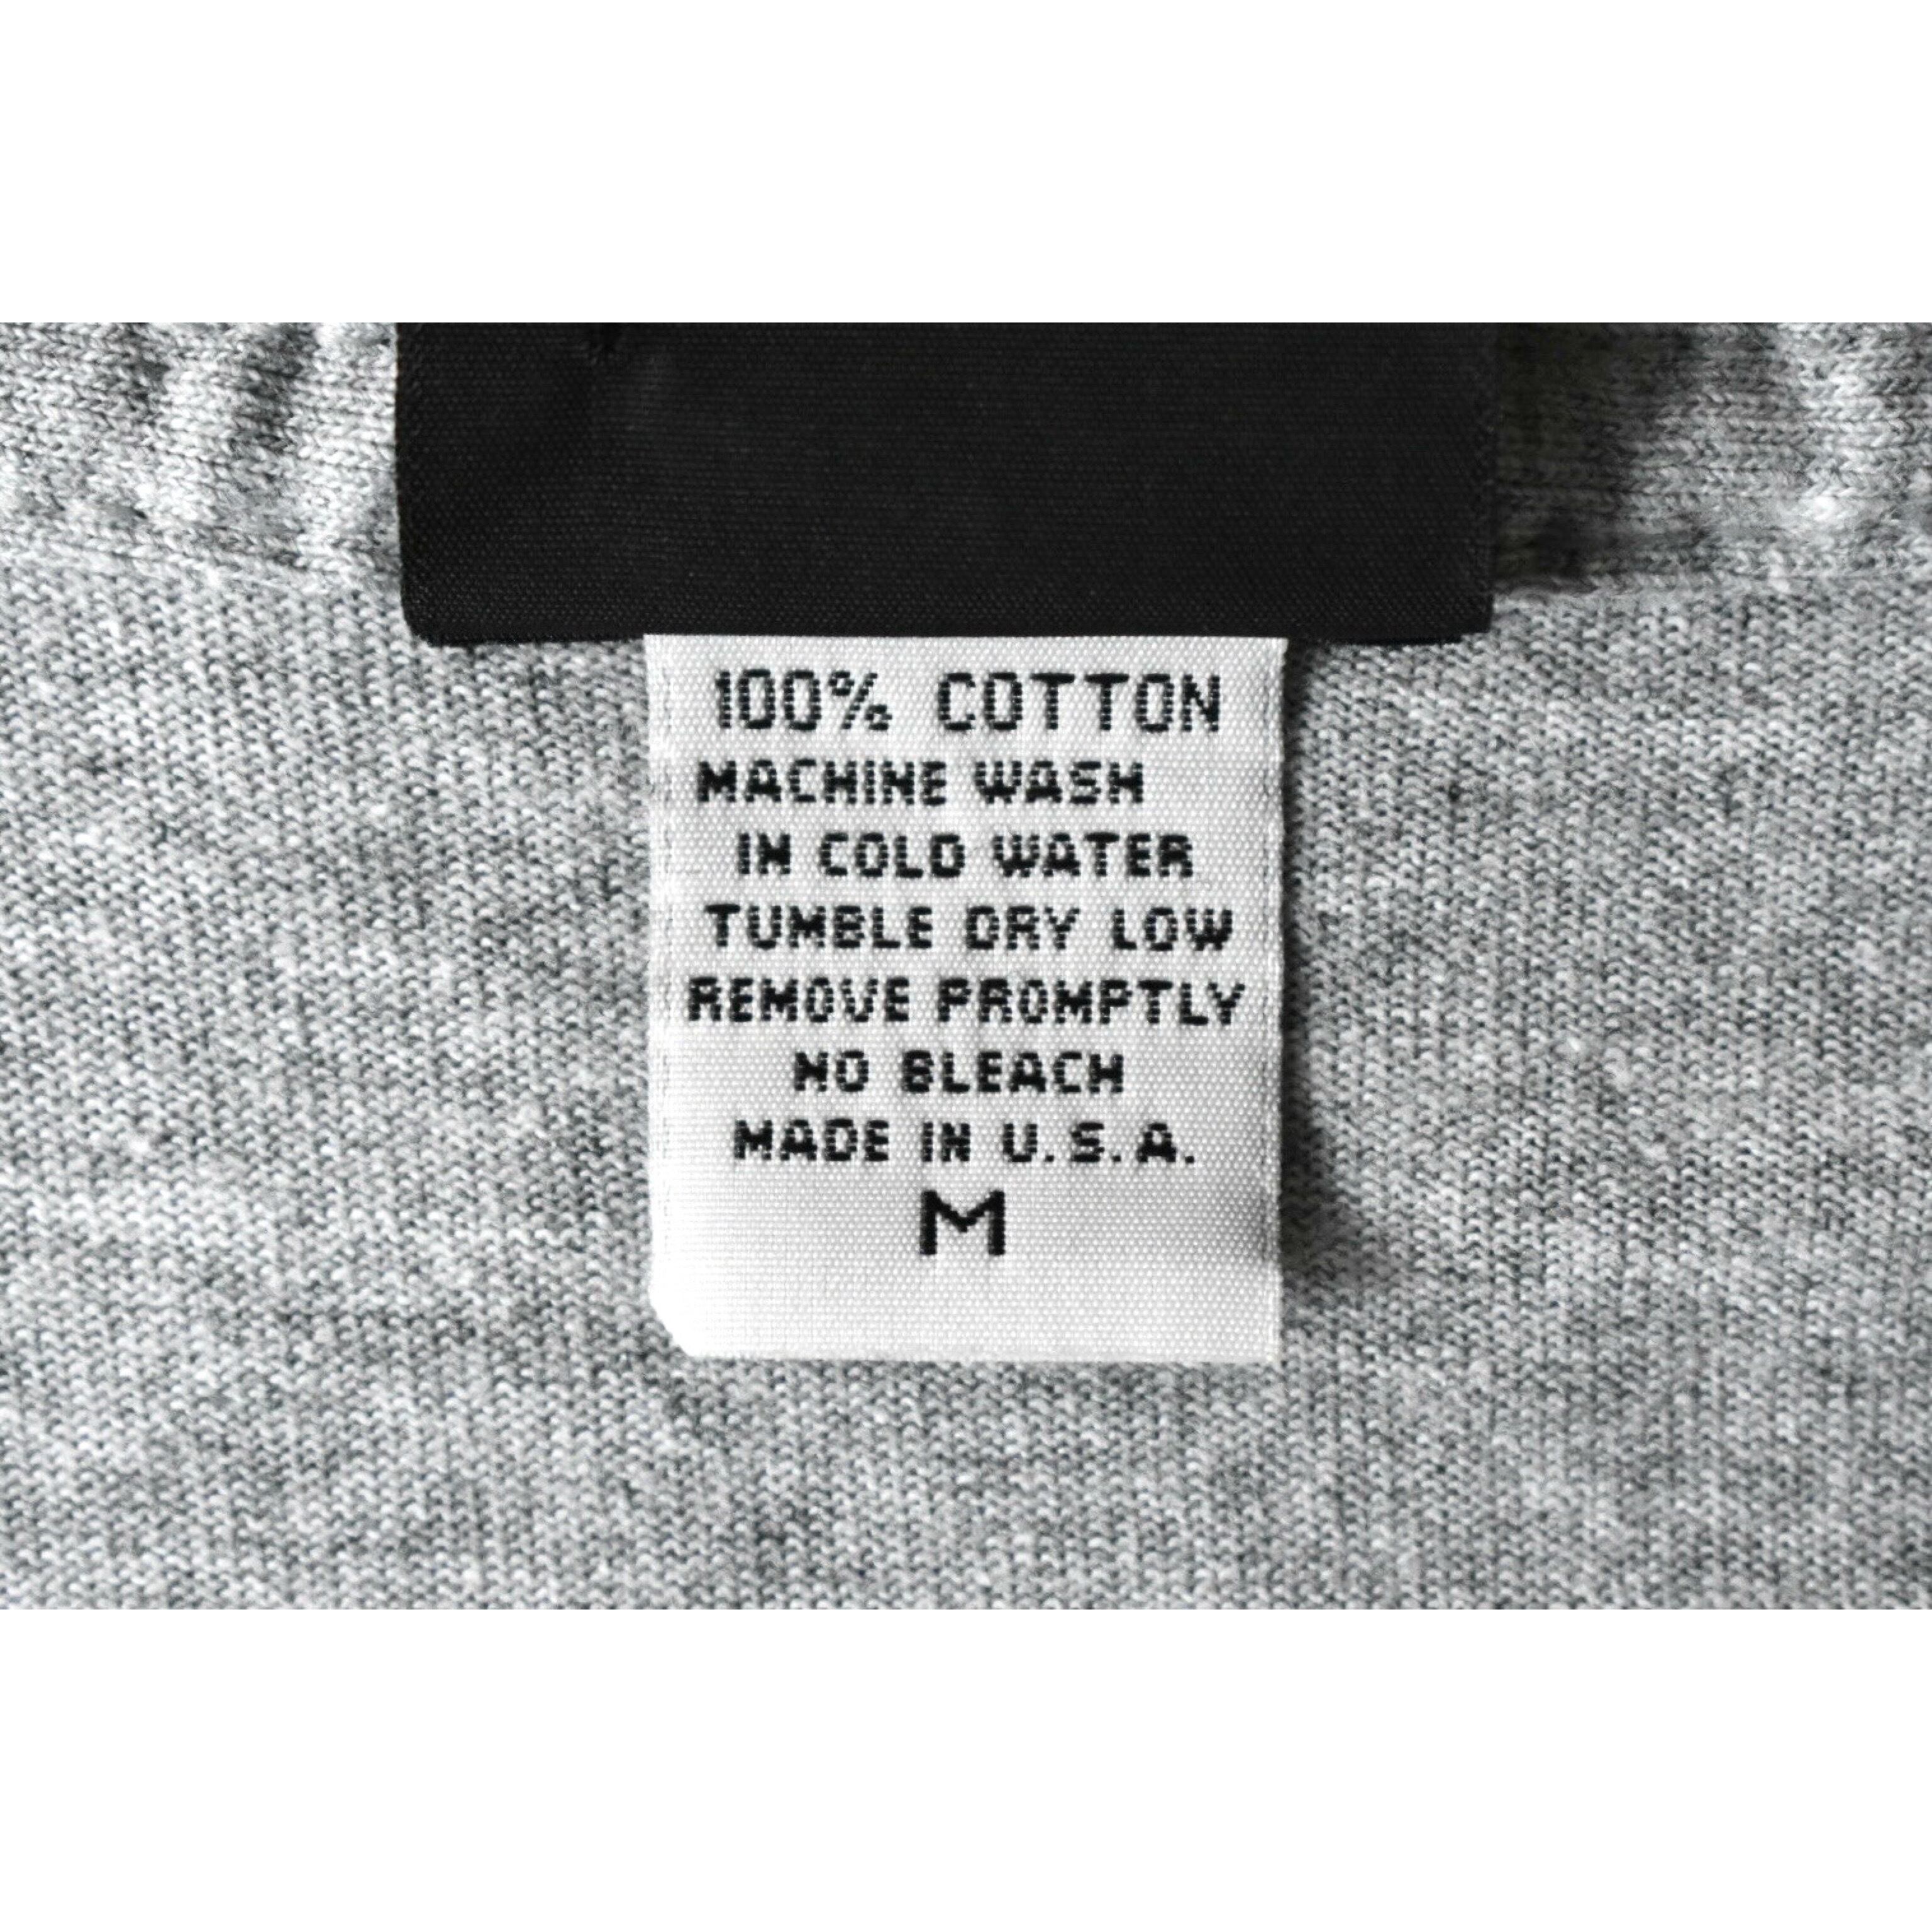 100% COTTON
MACHINE WASH
IN COLD WATER
TUMBLE DRY LOW
REMOVE PROMPTLY
NO BLEACH
MADE IN U.S.A.
M